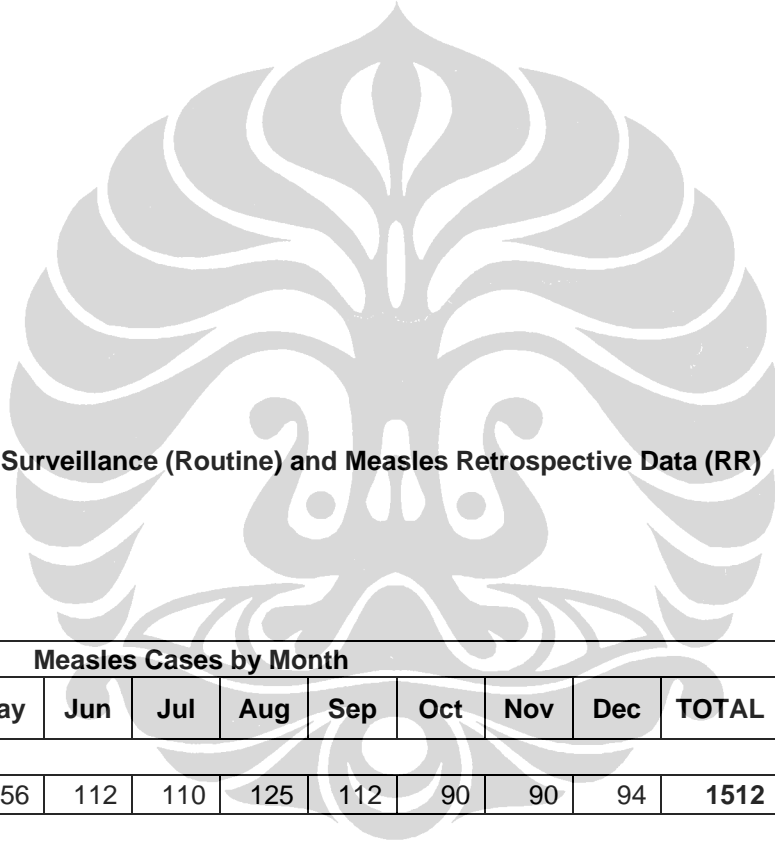 Surveillance (Routine) and Measles Retrospective Data (RR)
Measles Cases by Month
ay Jun Jul Aug Sep Oct Nov Dec TOTAL
56 112 110 125 112 90 90 94 1512